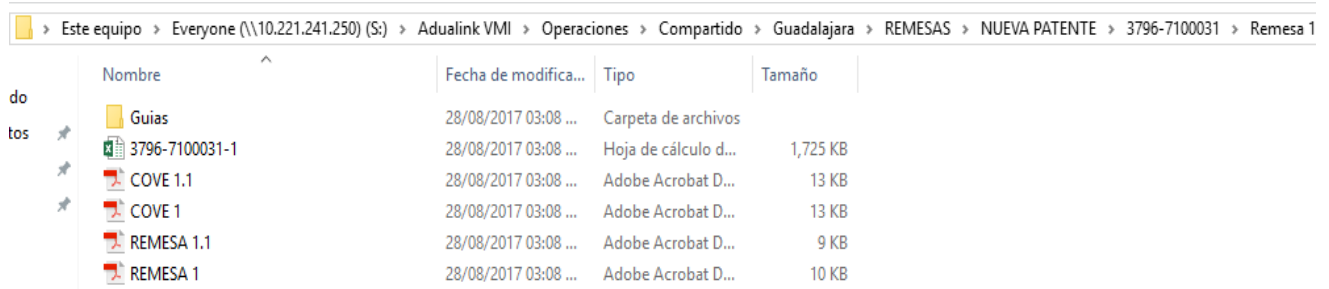 Este equipo > Everyone (\\10.221.241.250) (S:) > Adualink VMI > Operaciones > Compartido > Guadalajara > REMESAS > NUEVA PATENTE > 3796-7100031 > Remesa 1
Nombre Fecha de modifica... Tipo Tamaño
do
Guias 28/08/2017 03:08 ... Carpeta de archivos
tos
3796-7100031-1 28/08/2017 03:08 ... Hoja de cálculo d... 1,725 KB
COVE 1.1 28/08/2017 03:08 ... Adobe Acrobat D... 13 KB
COVE 1 28/08/2017 03:08 ... Adobe Acrobat D... 13 KB
REMESA 1.1 28/08/2017 03:08 ... Adobe Acrobat D... 9 KB
REMESA 1 28/08/2017 03:08 ... Adobe Acrobat D... 10 KB